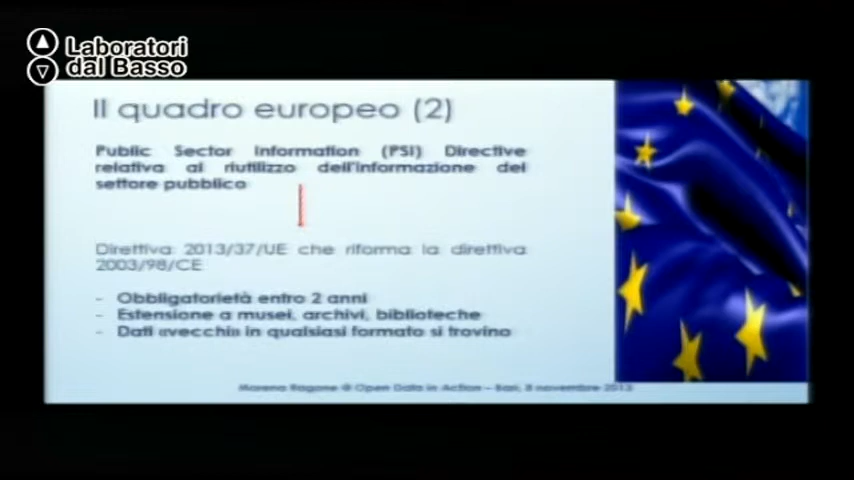 Laboratori
dal Basso
Il quadro europeo (2)
Public Sector Information (PSI) Directive
relativa al riutilizzo dell'informazione del
settore pubblico
Direttiva 2013/37/UE che riforma la direttiva
2003/98/CE
- Obbligatorietà entro 2 anni
- Estensione a musei, archivi, biblioteche
- Dati «vecchi» in qualsiasi formato si trovino
Morena Ragone @ Open Data in Action – Bari, 8 novembre 2013